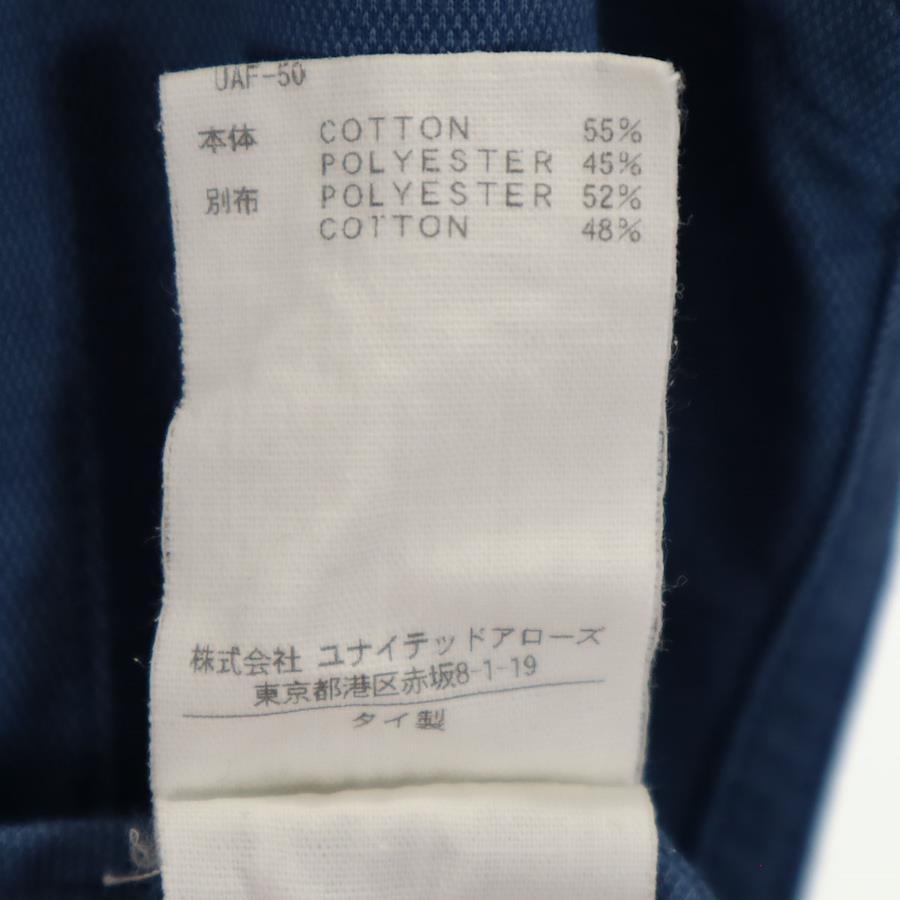 UAF-50
本体 COTTON 55%
POLYESTER 45%
別布 POLYESTER 52%
COTTON 48%
株式会社 ユナイテッドアローズ
東京都港区赤坂8-1-19
タイ製